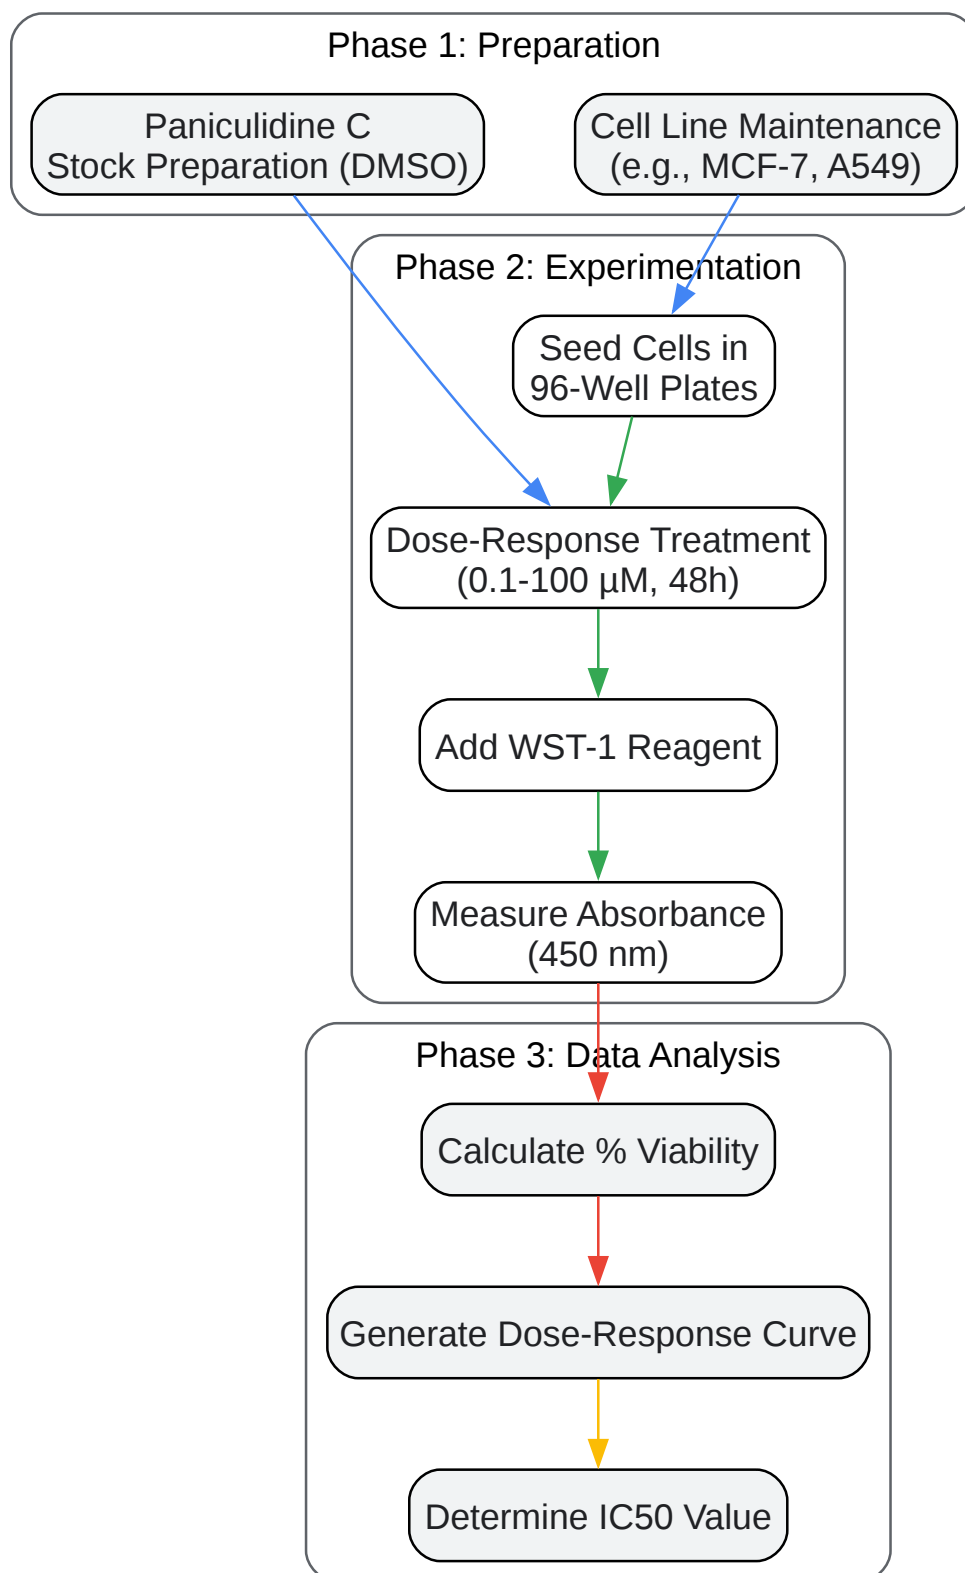 Phase 1: Preparation
Paniculidine C
Stock Preparation (DMSO)
Cell Line Maintenance
(e.g., MCF-7, A549)
Phase 2: Experimentation
Seed Cells in
96-Well Plates
Dose-Response Treatment
(0.1-100 µM, 48h)
Add WST-1 Reagent
Measure Absorbance
(450 nm)
Phase 3: Data Analysis
Calculate % Viability
Generate Dose-Response Curve
Determine IC50 Value